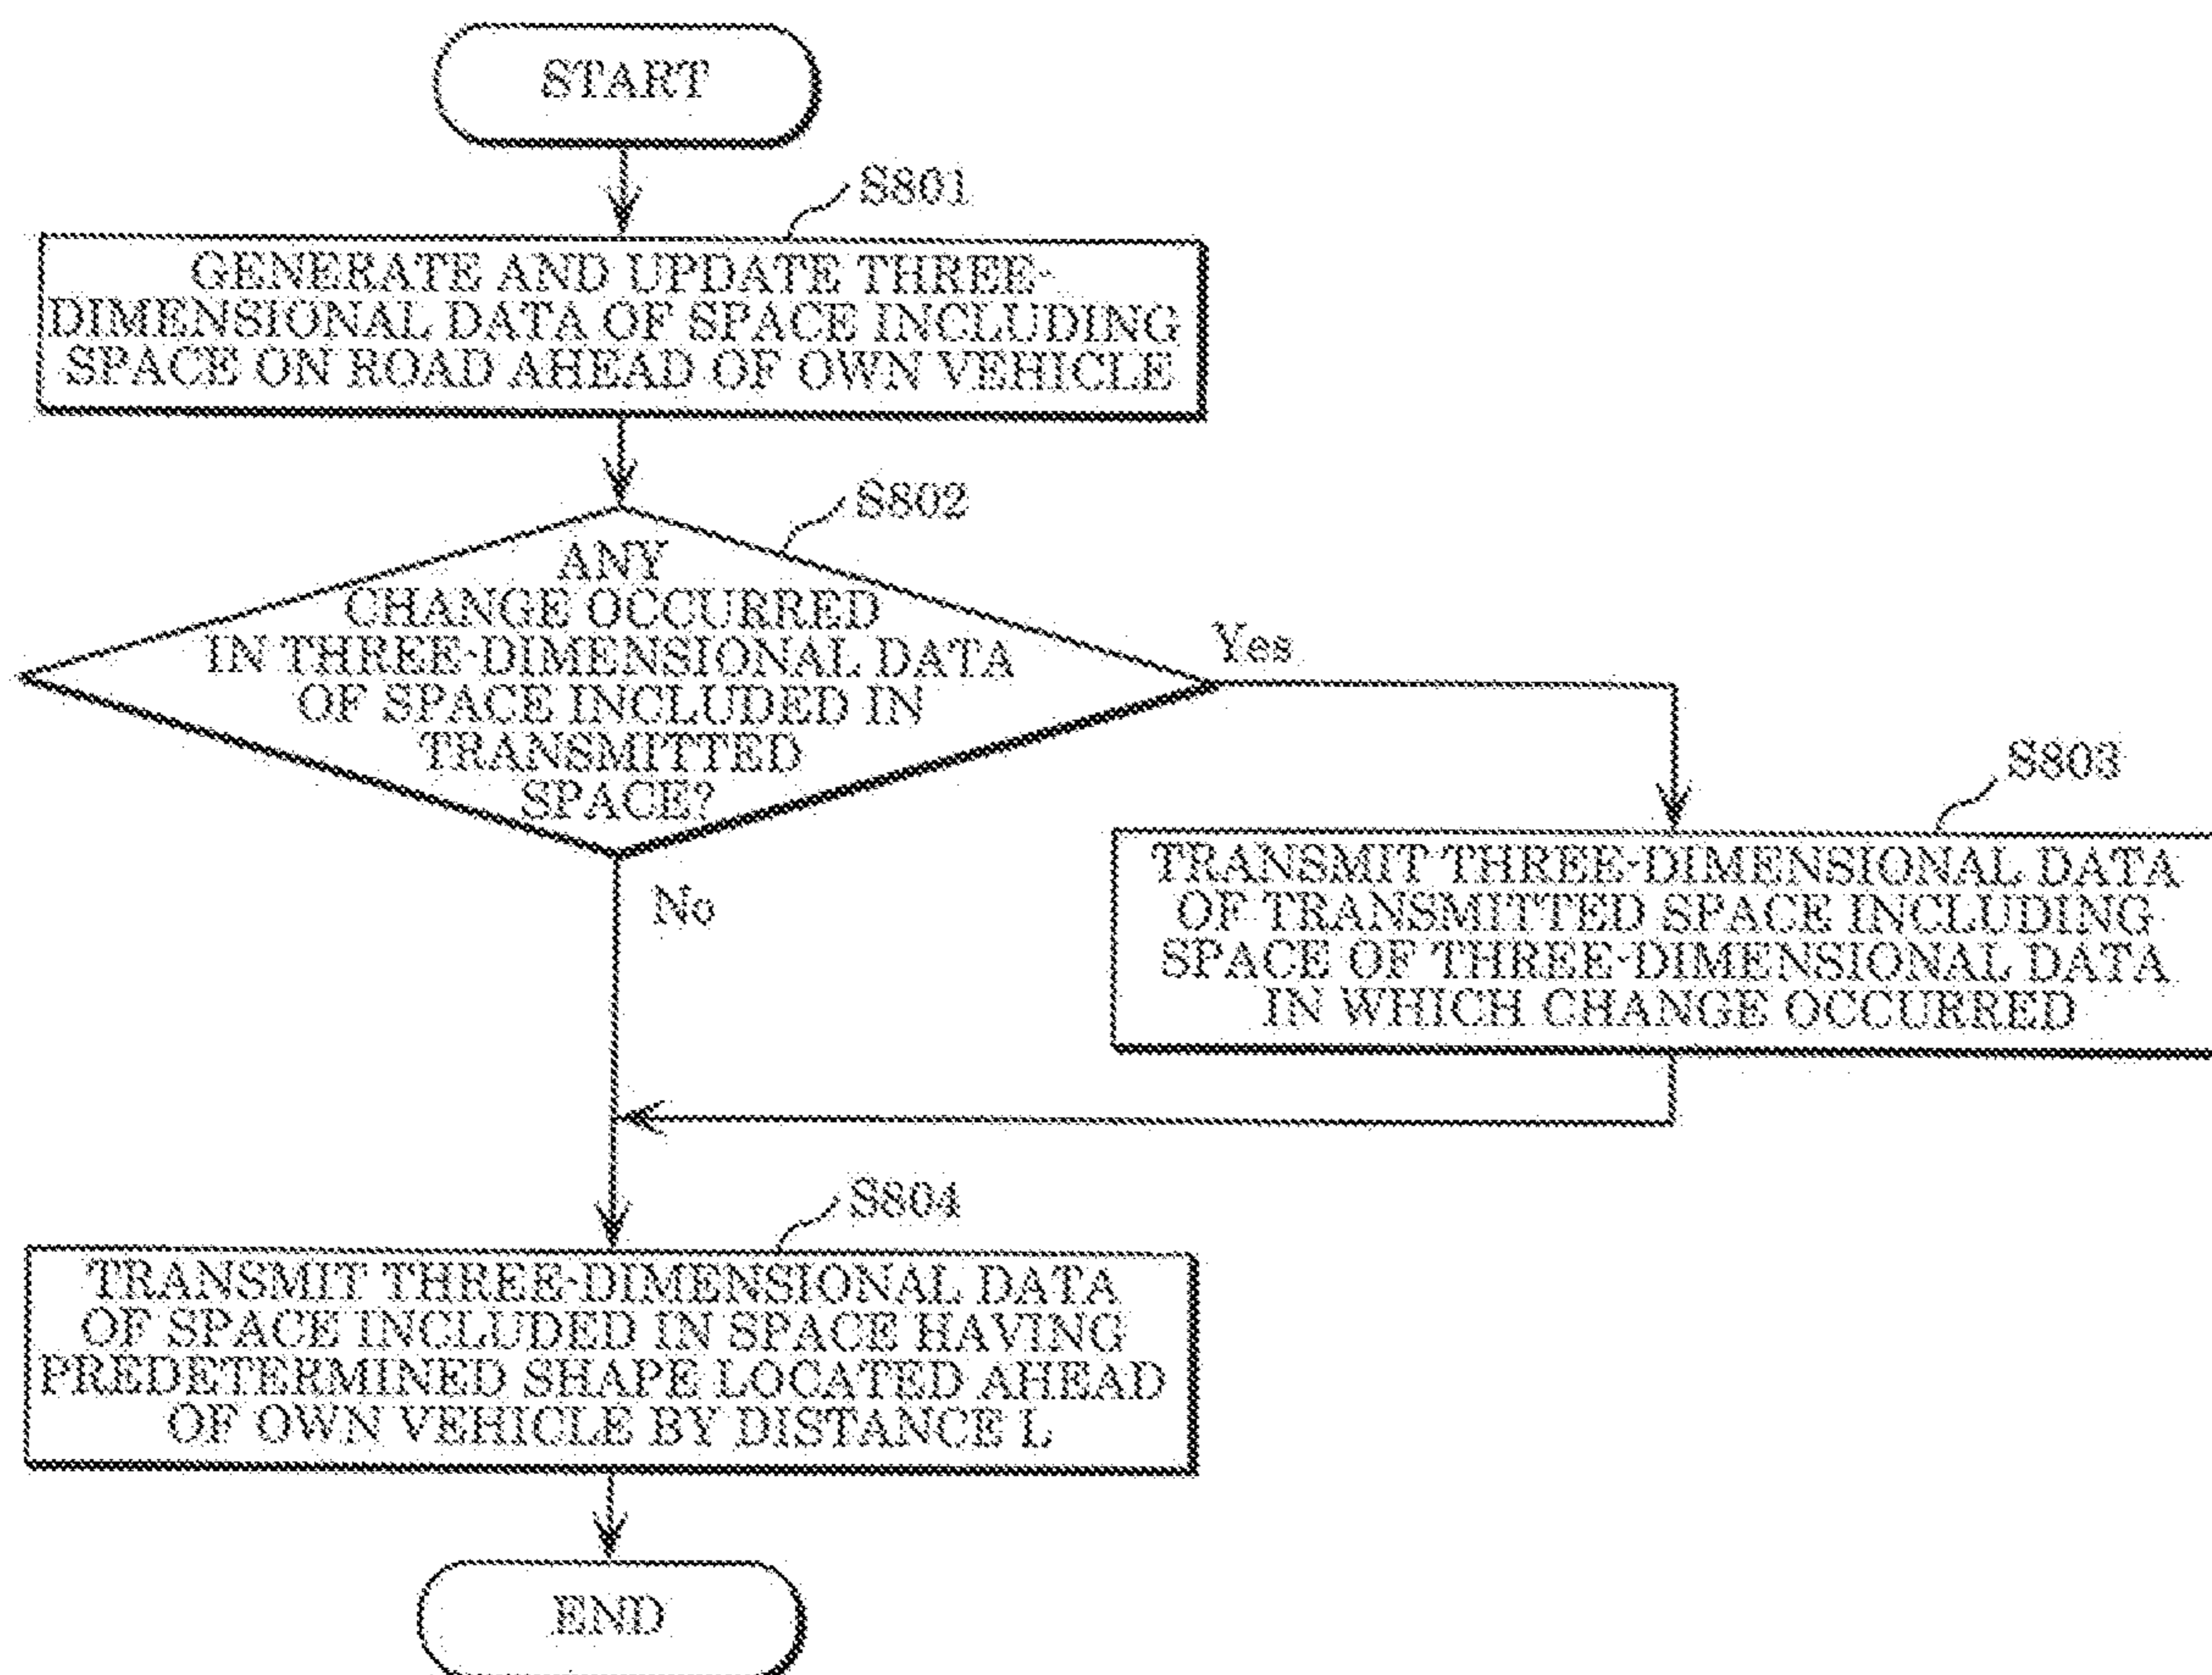 START
S801
GENERATE AND UPDATE THREE-
DIMENSIONAL DATA OF SPACE INCLUDING
SPACE ON ROAD AHEAD OF OWN VEHICLE
S802
ANY
CHANGE OCCURRED
IN THREE-DIMENSIONAL DATA
OF SPACE INCLUDED IN
TRANSMITTED
SPACE?
Yes
No
S803
TRANSMIT THREE-DIMENSIONAL DATA
OF TRANSMITTED SPACE INCLUDING
SPACE OF THREE-DIMENSIONAL DATA
IN WHICH CHANGE OCCURRED
S804
TRANSMIT THREE-DIMENSIONAL DATA
OF SPACE INCLUDED IN SPACE HAVING
PREDETERMINED SHAPE LOCATED AHEAD
OF OWN VEHICLE BY DISTANCE L
END